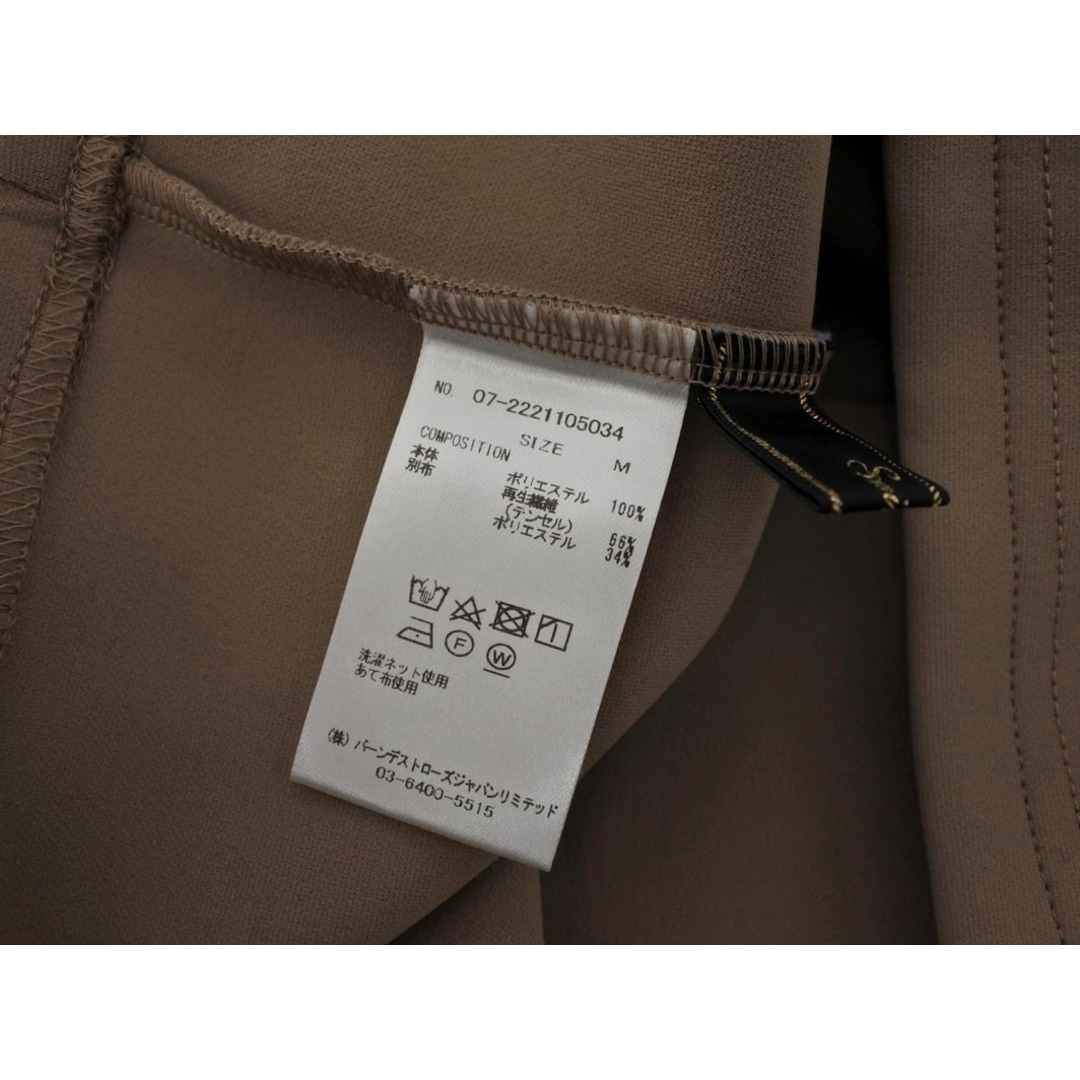 NO. 07-2221105034
SIZE M
COMPOSITION
本体 ポリエステル 100%
別布 再生繊維
(テンセル) 66%
ポリエステル 34%
F
W
洗濯ネット使用
あて布使用
(株) バーンデストローズジャパンリミテッド
03-6400-5515